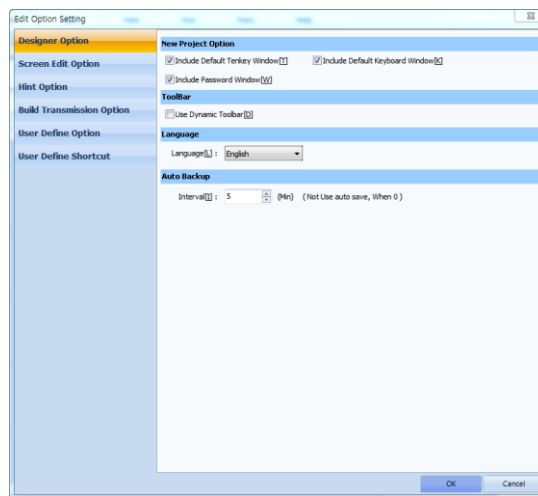 Edit Option Setting
Designer Option
Screen Edit Option
Hint Option
Build Transmission Option
User Define Option
User Define Shortcut
New Project Option
Include Default Tenkey Window[T] Include Default Keyboard Window[K]
Include Password Window[W]
ToolBar
Use Dynamic Toolbar[D]
Language
Language[L] : English
Auto Backup
Interval[I] : 5 (Min) ( Not Use auto save, When 0 )
OK Cancel